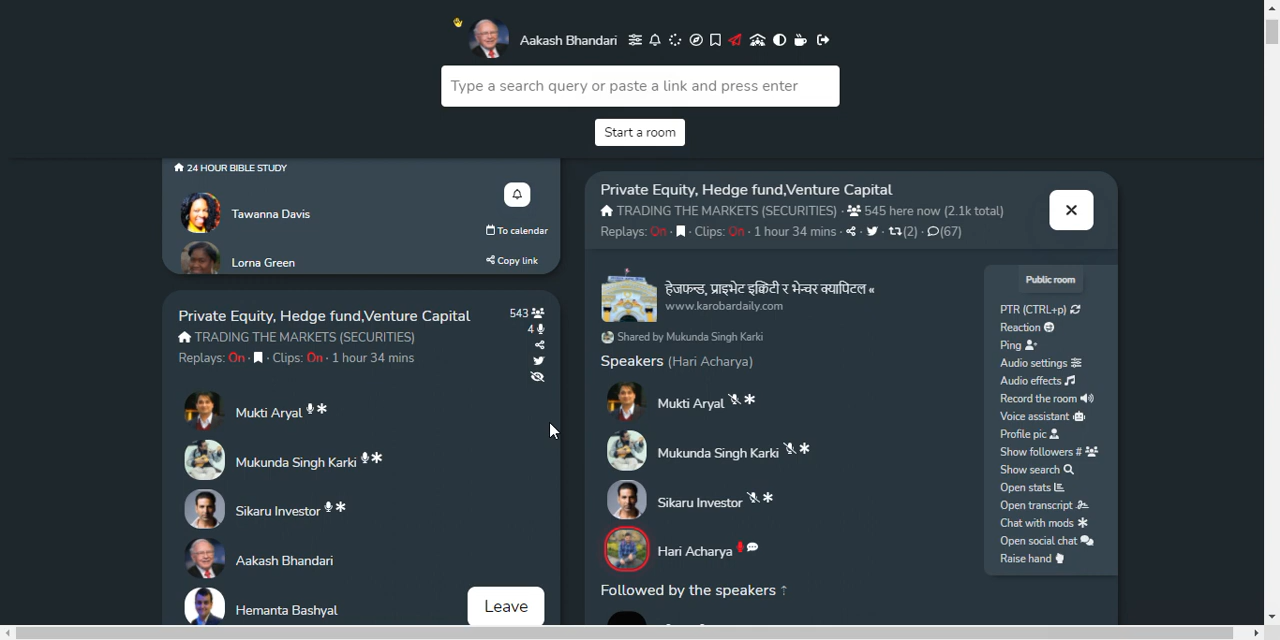 Aakash Bhandari
Type a search query or paste a link and press enter
Start a room
24 HOUR BIBLE STUDY
Tawanna Davis
To calendar
Lorna Green
Copy link
Private Equity, Hedge fund,Venture Capital
543
TRADING THE MARKETS (SECURITIES)
4
Replays: On · Clips: On · 1 hour 34 mins
Mukti Aryal
Mukunda Singh Karki
Sikaru Investor
Aakash Bhandari
Hemanta Bashyal
Leave
Private Equity, Hedge fund,Venture Capital
TRADING THE MARKETS (SECURITIES) · 545 here now (2.1k total)
Replays: On · Clips: On · 1 hour 34 mins · · · (2) · (67)
हेजफन्ड, प्राइभेट इक्विटी र भेन्चर क्यापिटल «
www.karobardaily.com
Shared by Mukunda Singh Karki
Speakers (Hari Acharya)
Mukti Aryal
Mukunda Singh Karki
Sikaru Investor
Hari Acharya
Followed by the speakers ↑
Public room
PTR (CTRL+p)
Reaction
Ping
Audio settings
Audio effects
Record the room
Voice assistant
Profile pic
Show followers #
Show search
Open stats
Open transcript
Chat with mods
Open social chat
Raise hand